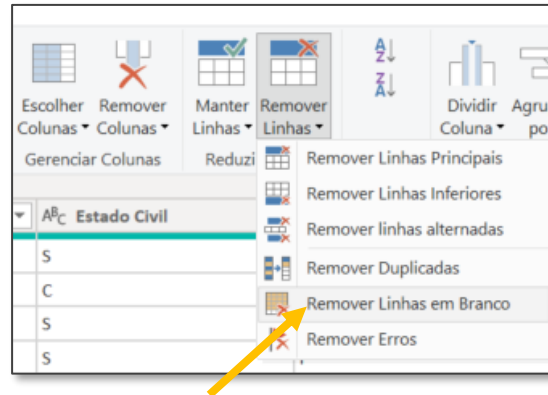 Escolher Remover Manter Remover Dividir Agru
Colunas Colunas Linhas Linhas Coluna po
Gerenciar Colunas Reduzi
A Z
Z A
Remover Linhas Principais
Remover Linhas Inferiores
Remover linhas alternadas
Remover Duplicadas
Remover Linhas em Branco
Remover Erros
ABC Estado Civil
S
C
S
S